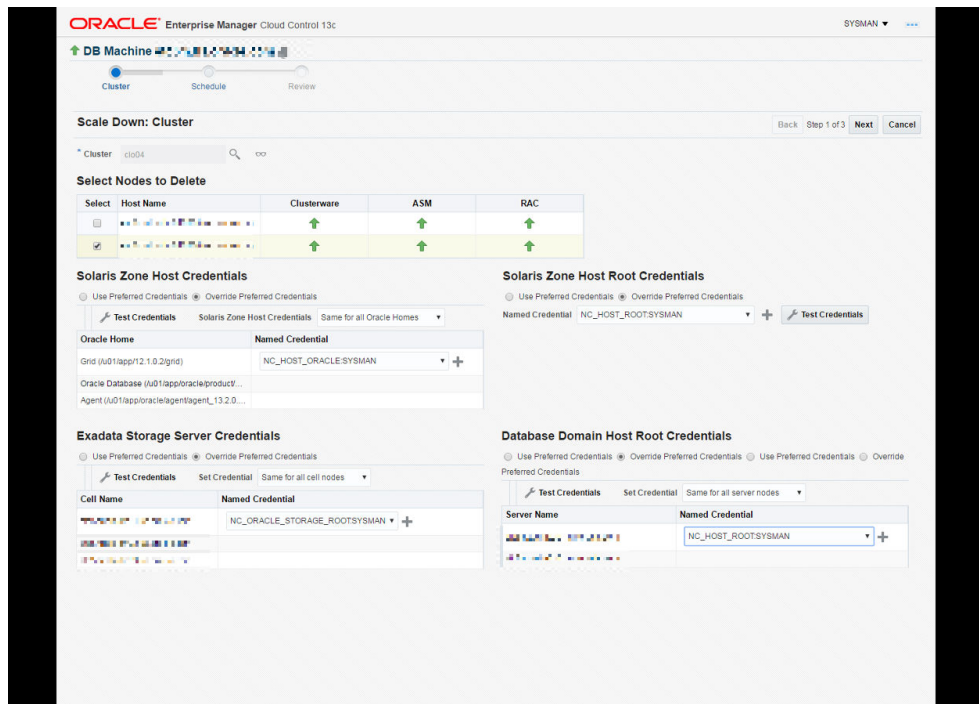 ORACLE Enterprise Manager Cloud Control 13c SYSMAN
DB Machine
Cluster Schedule Review
Scale Down: Cluster Back Step 1 of 3 Next Cancel
* Cluster clo04
Select Nodes to Delete
Select Host Name Clusterware ASM RAC
Solaris Zone Host Credentials
Use Preferred Credentials Override Preferred Credentials
Test Credentials Solaris Zone Host Credentials Same for all Oracle Homes
Oracle Home Named Credential
Grid (/u01/app/12.1.0.2/grid) NC_HOST_ORACLE:SYSMAN
Oracle Database (/u01/app/oracle/product/...
Agent (/u01/app/oracle/agent/agent_13.2.0....
Solaris Zone Host Root Credentials
Use Preferred Credentials Override Preferred Credentials
Named Credential NC_HOST_ROOT:SYSMAN Test Credentials
Exadata Storage Server Credentials
Use Preferred Credentials Override Preferred Credentials
Test Credentials Set Credential Same for all cell nodes
Cell Name Named Credential
NC_ORACLE_STORAGE_ROOT:SYSMAN
Database Domain Host Root Credentials
Use Preferred Credentials Override Preferred Credentials Use Preferred Credentials Override
Preferred Credentials
Test Credentials Set Credential Same for all server nodes
Server Name Named Credential
NC_HOST_ROOT:SYSMAN